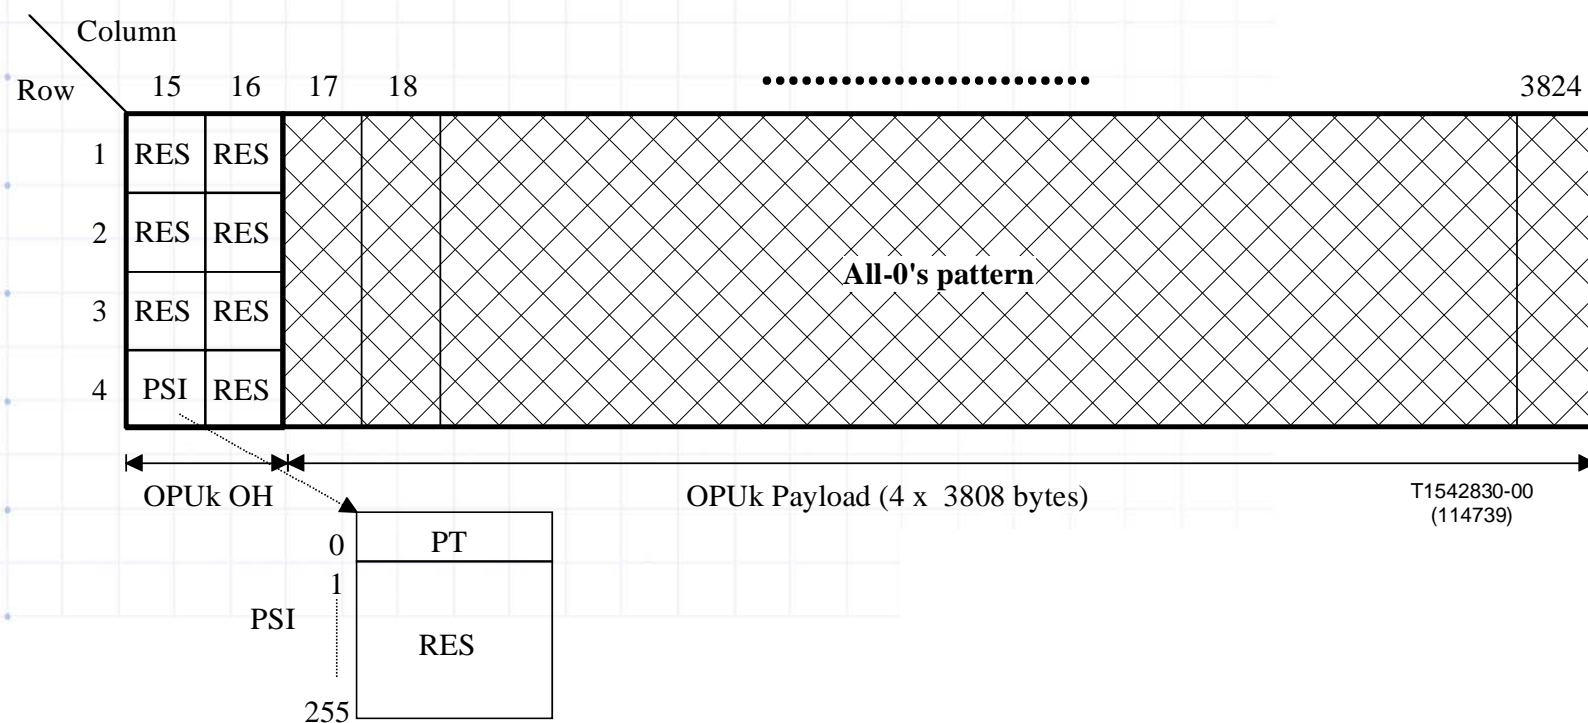 Column
Row 15 16 17 18 3824
1 RES RES
2 RES RES
All-0's pattern
3 RES RES
4 PSI RES
OPUk OH OPUk Payload (4 x 3808 bytes) T1542830-00
(114739)
0 PT
1
PSI
RES
255